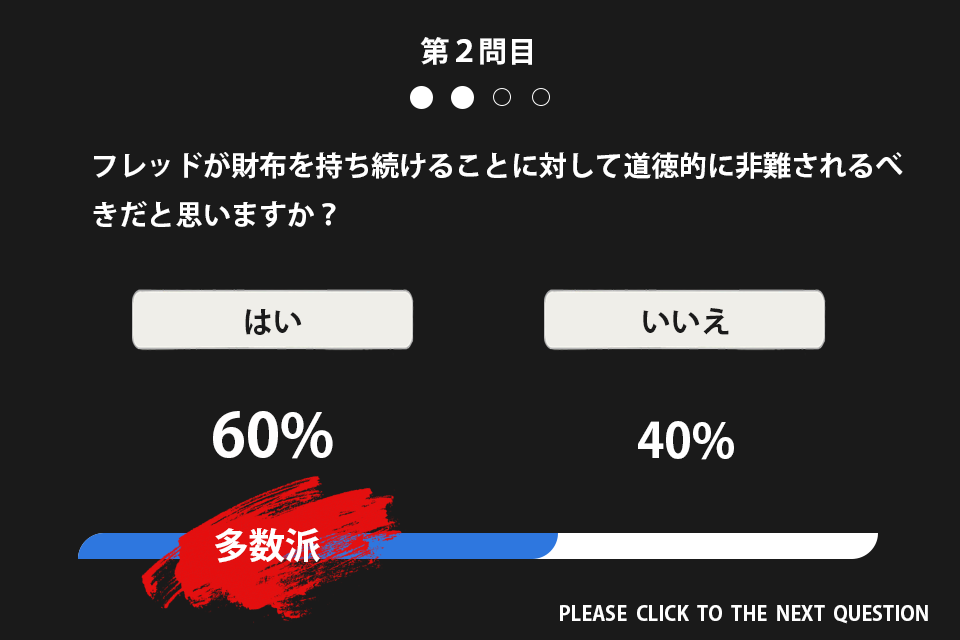 第２問目
フレッドが財布を持ち続けることに対して道徳的に非難されるべ
きだと思いますか？
はい
いいえ
60%
40%
多数派
PLEASE CLICK TO THE NEXT QUESTION